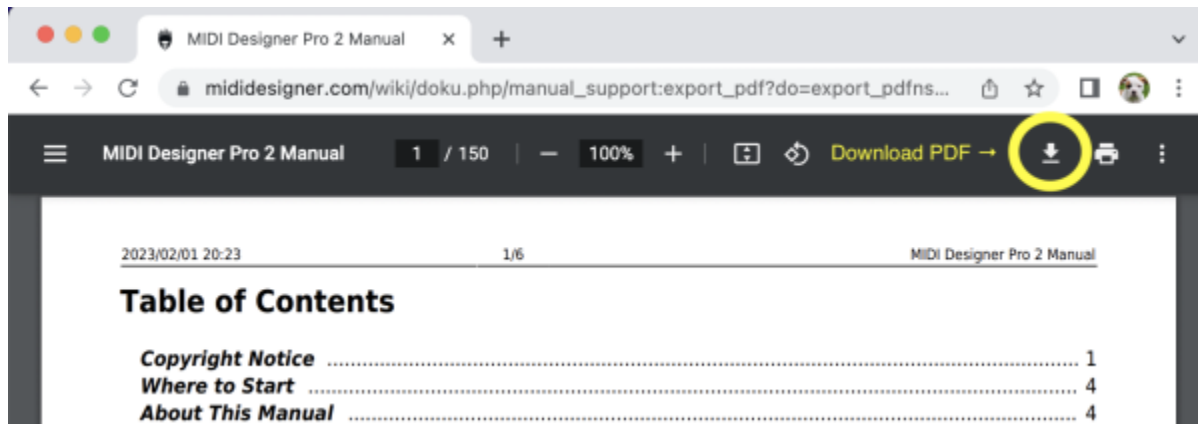 MIDI Designer Pro 2 Manual
mididesigner.com/wiki/doku.php/manual_support:export_pdf?do=export_pdfns...
MIDI Designer Pro 2 Manual 1 / 150 100% Download PDF →
2023/02/01 20:23 1/6 MIDI Designer Pro 2 Manual
Table of Contents
Copyright Notice ........................................................ 1
Where to Start ........................................................ 4
About This Manual ........................................................ 4